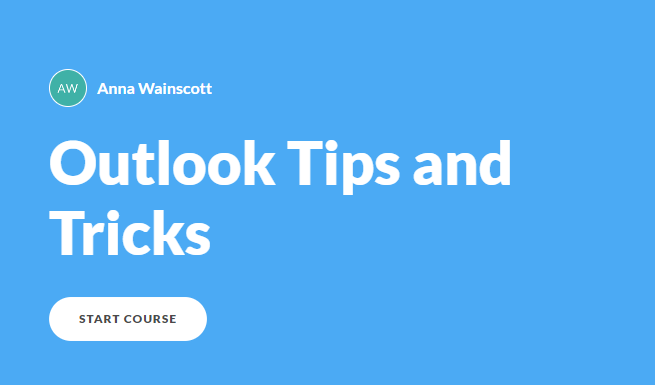 AW
Anna Wainscott
Outlook Tips and
Tricks
START COURSE